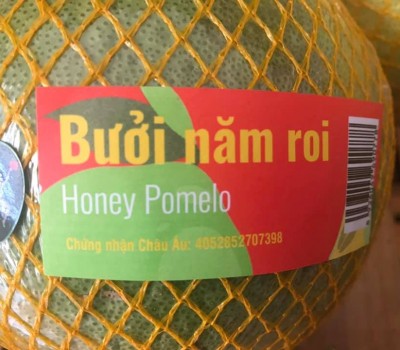 Bưởi năm roi
Honey Pomelo
Chứng nhận Châu Âu: 4052852707398